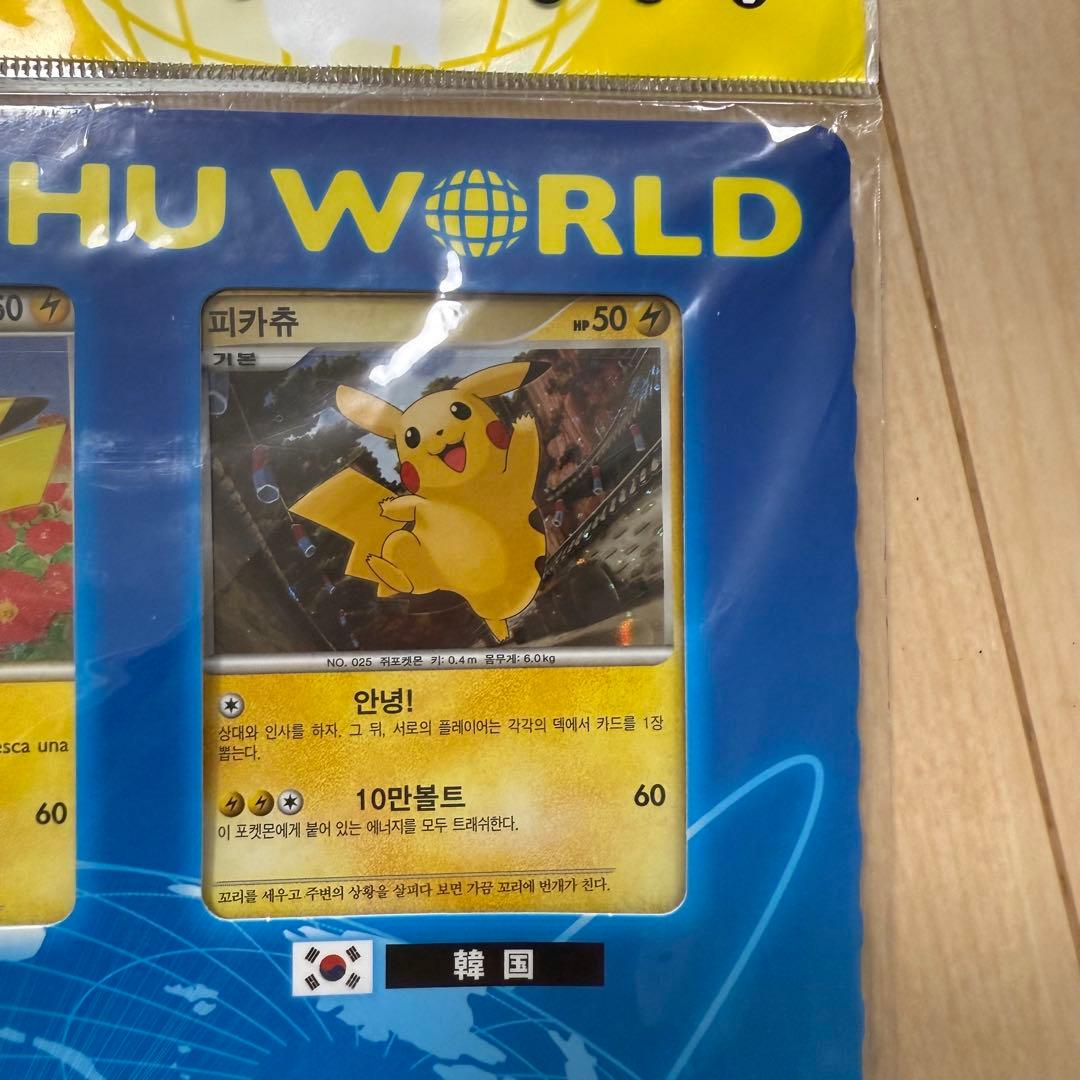 HU WORLD
60
피카츄
HP 50
기본
NO. 025 쥐포켓몬 키: 0.4m 몸무게: 6.0kg
안녕!
상대와 인사를 하자. 그 뒤, 서로의 플레이어는 각각의 덱에서 카드를 1장
뽑는다.
esca una
10만볼트 60
60
이 포켓몬에게 붙어 있는 에너지를 모두 트래쉬한다.
꼬리를 세우고 주변의 상황을 살피다 보면 가끔 꼬리에 번개가 친다.
韓国